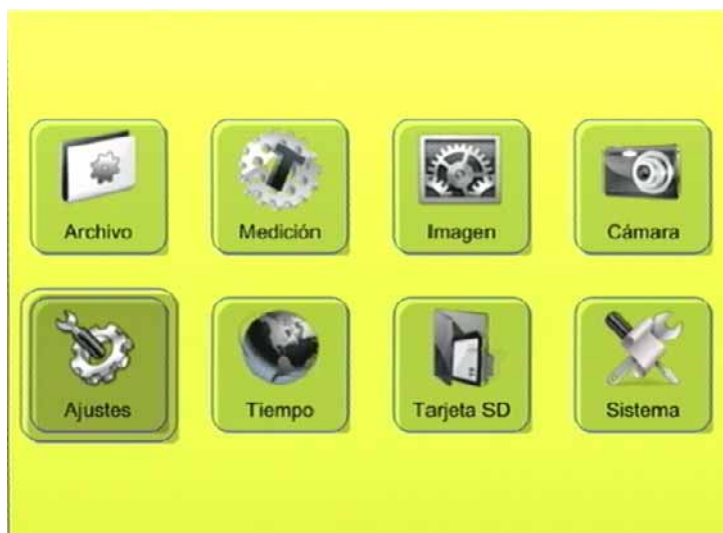 Archivo
Medición
Imagen
Cámara
Ajustes
Tiempo
Tarjeta SD
Sistema